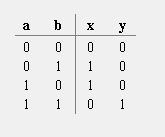 a b x y
0 0 0 0
0 1 1 0
1 0 1 0
1 1 0 1